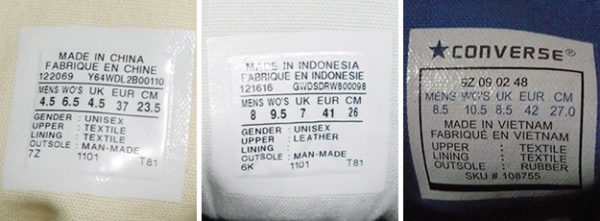 MADE IN CHINA
FABRIQUÉ EN CHINE
122069 Y64WDL2B00110
MENS WO'S UK EUR CM
4.5 6.5 4.5 37 23.5
GENDER : UNISEX
UPPER : TEXTILE
LINING : TEXTILE
OUTSOLE : MAN-MADE
7Z 1101 T81
MADE IN INDONESIA
FABRIQUÉ EN INDONESIE
121616 GWDSDRW800098
MENS WO'S UK EUR CM
8 9.5 7 41 26
GENDER : UNISEX
UPPER : LEATHER
LINING :
OUTSOLE : MAN-MADE
6K 1101 T81
★CONVERSE®
SZ 09 02 48
MENS WO'S UK EUR CM
8.5 10.5 8.5 42 27.0
MADE IN VIETNAM
FABRIQUÉ EN VIETNAM
UPPER : TEXTILE
LINING : TEXTILE
OUTSOLE : RUBBER
SKU # 108755